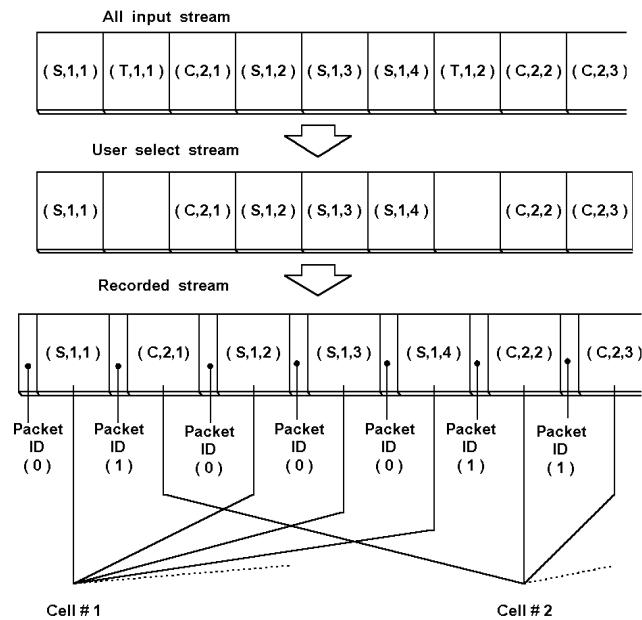 All input stream
( S,1,1 ) ( T,1,1 ) ( C,2,1 ) ( S,1,2 ) ( S,1,3 ) ( S,1,4 ) ( T,1,2 ) ( C,2,2 ) ( C,2,3 )
User select stream
( S,1,1 ) ( C,2,1 ) ( S,1,2 ) ( S,1,3 ) ( S,1,4 ) ( C,2,2 ) ( C,2,3 )
Recorded stream
( S,1,1 ) ( C,2,1 ) ( S,1,2 ) ( S,1,3 ) ( S,1,4 ) ( C,2,2 ) ( C,2,3 )
Packet ID ( 0 )
Packet ID ( 1 )
Packet ID ( 0 )
Packet ID ( 0 )
Packet ID ( 0 )
Packet ID ( 1 )
Packet ID ( 1 )
Cell # 1
Cell # 2